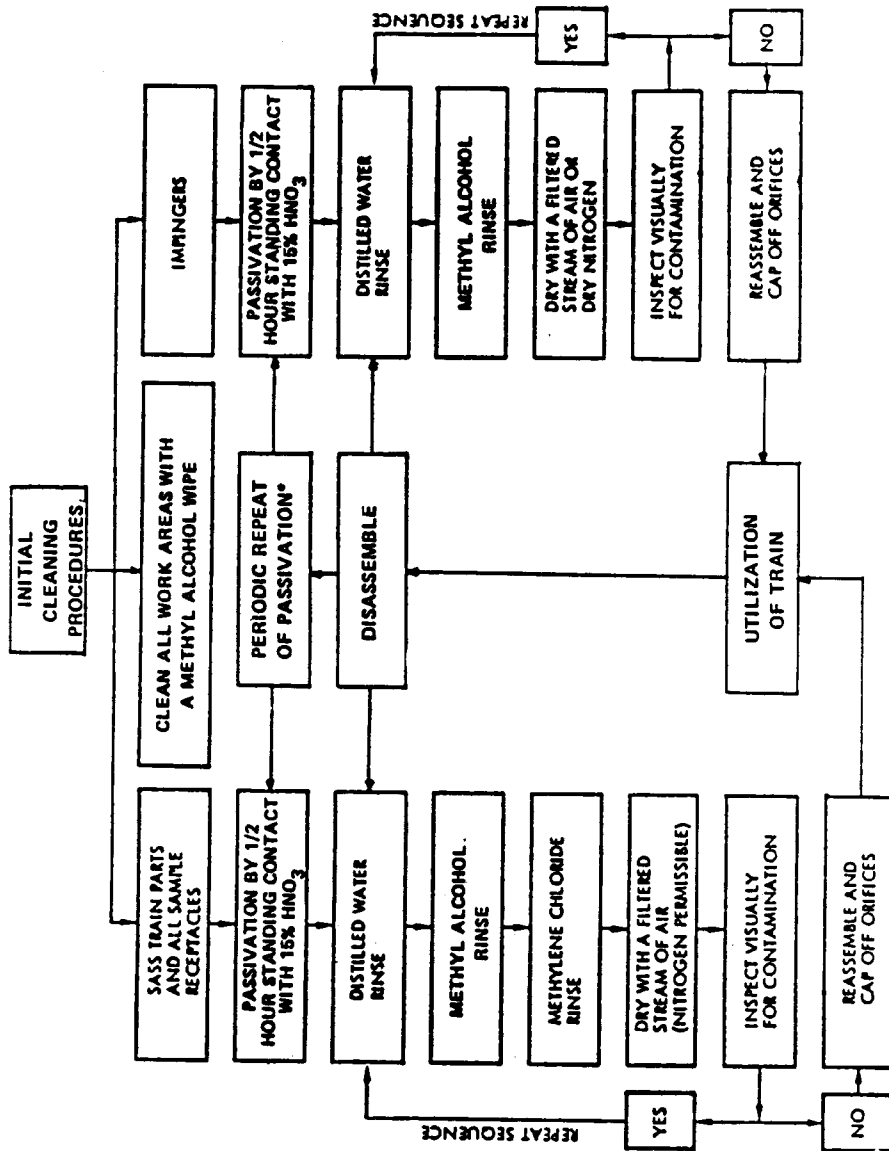 INITIAL
CLEANING
PROCEDURES,
SASS TRAIN PARTS
AND ALL SAMPLE
RECEPTACLES
CLEAN ALL WORK AREAS WITH
A METHYL ALCOHOL WIPE
IMPINGERS
PASSIVATION BY 1/2
HOUR STANDING CONTACT
WITH 15% HNO3
PERIODIC REPEAT
OF PASSIVATION*
PASSIVATION BY 1/2
HOUR STANDING CONTACT
WITH 15% HNO3
DISTILLED WATER
RINSE
DISASSEMBLE
DISTILLED WATER
RINSE
METHYL ALCOHOL.
RINSE
METHYL ALCOHOL
RINSE
METHYLENE CHLORIDE
RINSE
DRY WITH A FILTERED
STREAM OF AIR OR
DRY NITROGEN
DRY WITH A FILTERED
STREAM OF AIR
(NITROGEN PERMISSIBLE)
INSPECT VISUALLY
FOR CONTAMINATION
INSPECT VISUALLY
FOR CONTAMINATION
REPEAT SEQUENCE
YES
NO
REPEAT SEQUENCE
YES
NO
REASSEMBLE AND
CAP OFF ORIFICES
UTILIZATION
OF TRAIN
REASSEMBLE AND
CAP OFF ORIFICES